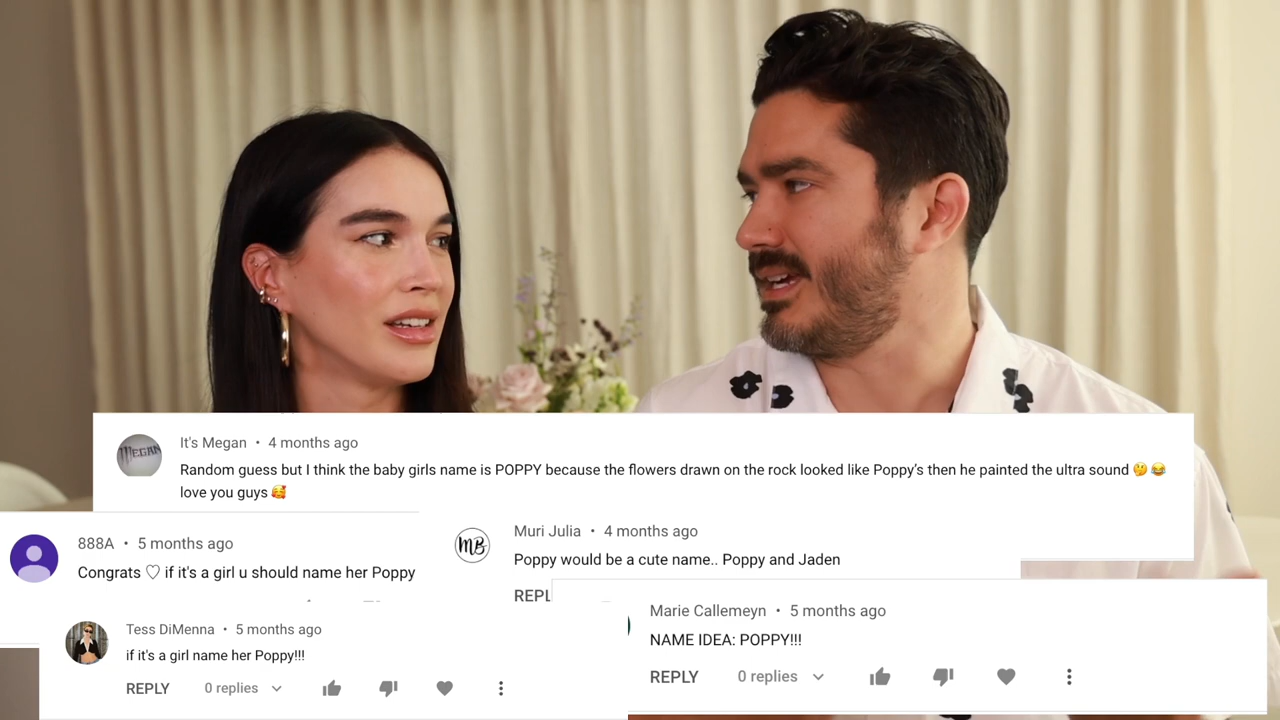 It's Megan • 4 months ago
Random guess but I think the baby girls name is POPPY because the flowers drawn on the rock looked like Poppy's then he painted the ultra sound 🤔😂
love you guys 🥰
888A • 5 months ago
Congrats ♡ if it's a girl u should name her Poppy
Muri Julia • 4 months ago
Poppy would be a cute name.. Poppy and Jaden
REPL
Tess DiMenna • 5 months ago
if it's a girl name her Poppy!!!
REPLY 0 replies
Marie Callemeyn • 5 months ago
NAME IDEA: POPPY!!!
REPLY 0 replies
MEGAN
MB